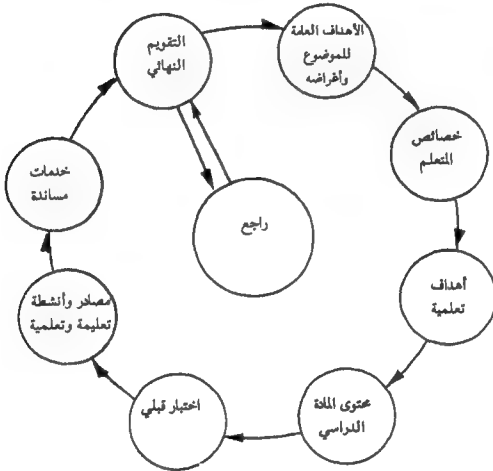 التقويم
النهائي
الأهداف العامة
للموضوع
وأغراضه
خصائص
المتعلم
أهداف
تعلمية
محتوى المادة
الدراسي
اختبار قبلي
مصادر وأنشطة
تعليمة وتعلمية
خدمات
مساندة
راجع